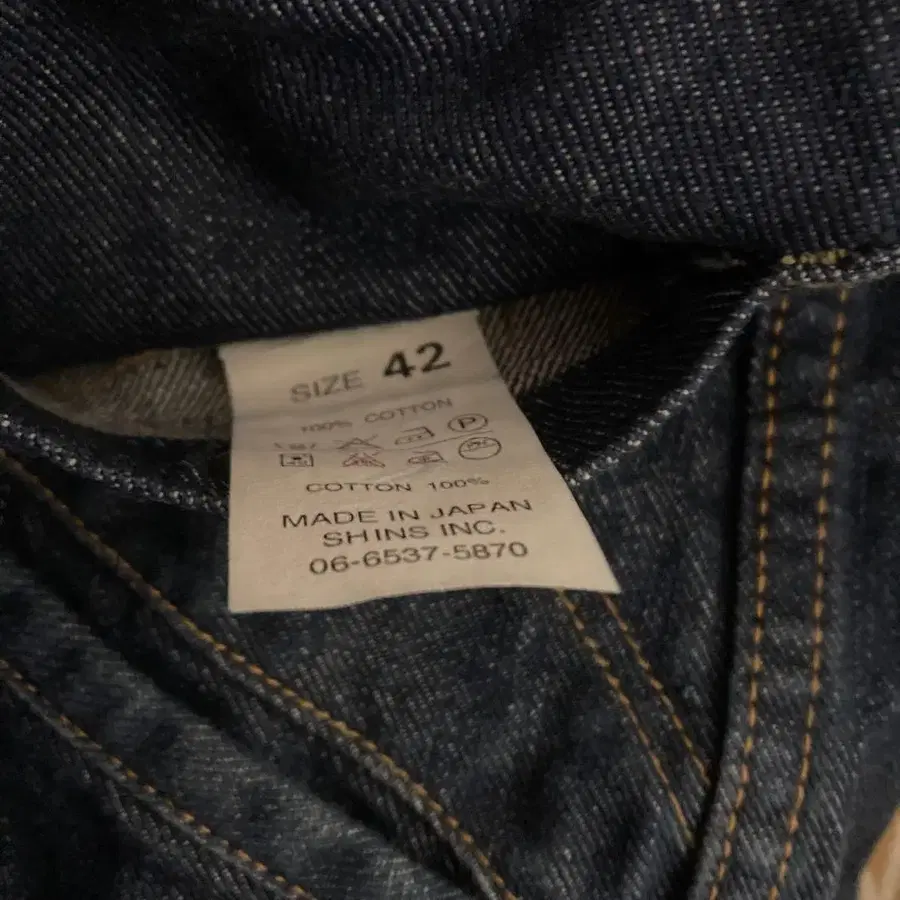 SIZE 42
100% COTTON
P
COTTON 100%
MADE IN JAPAN
SHINS INC.
06-6537-5870